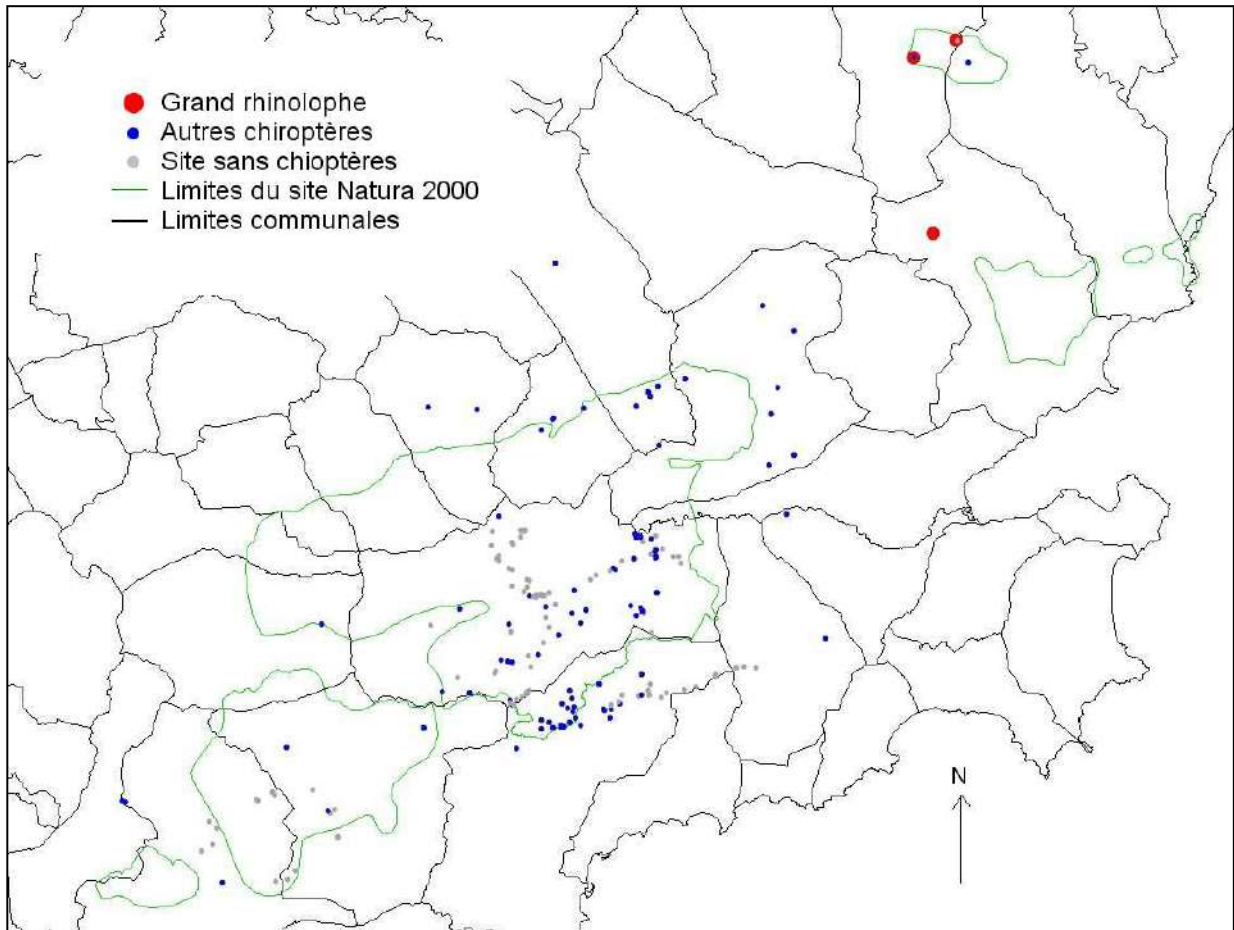 Grand rhinolophe
Autres chiroptères
Site sans chioptères
Limites du site Natura 2000
Limites communales
N